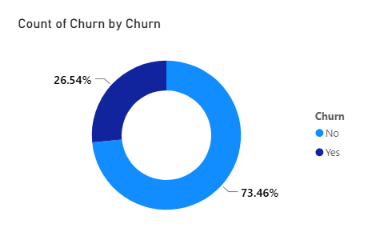 Count of Churn by Churn
26.54%
Churn
No
Yes
73.46%